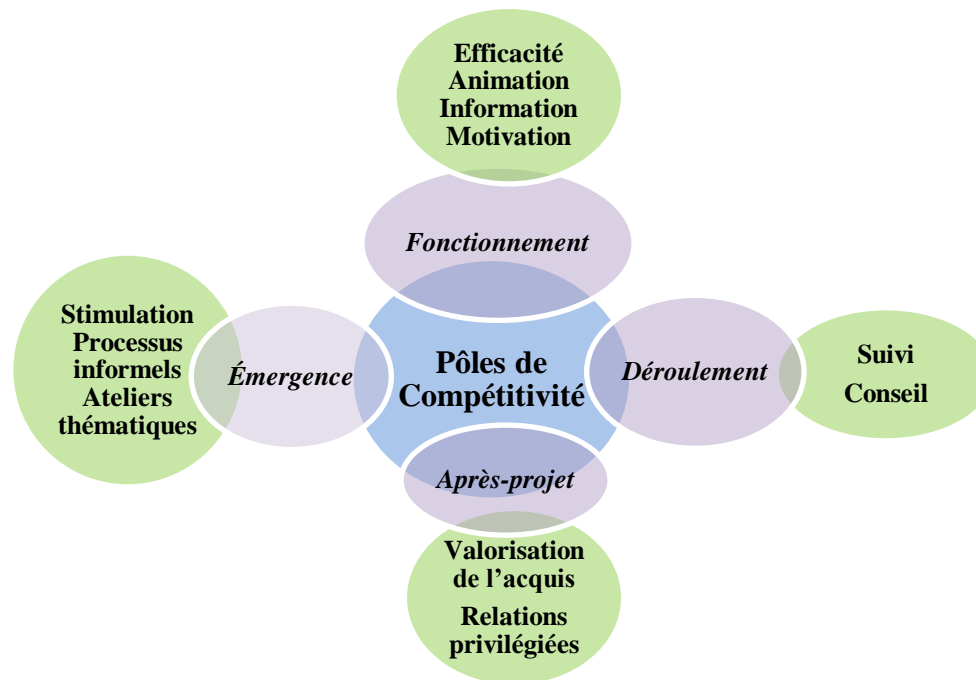 Efficacité
Animation
Information
Motivation
Fonctionnement
Stimulation
Processus
informels
Ateliers
thématiques
Émergence
Pôles de
Compétitivité
Déroulement
Suivi
Conseil
Après-projet
Valorisation
de l’acquis
Relations
privilégiées